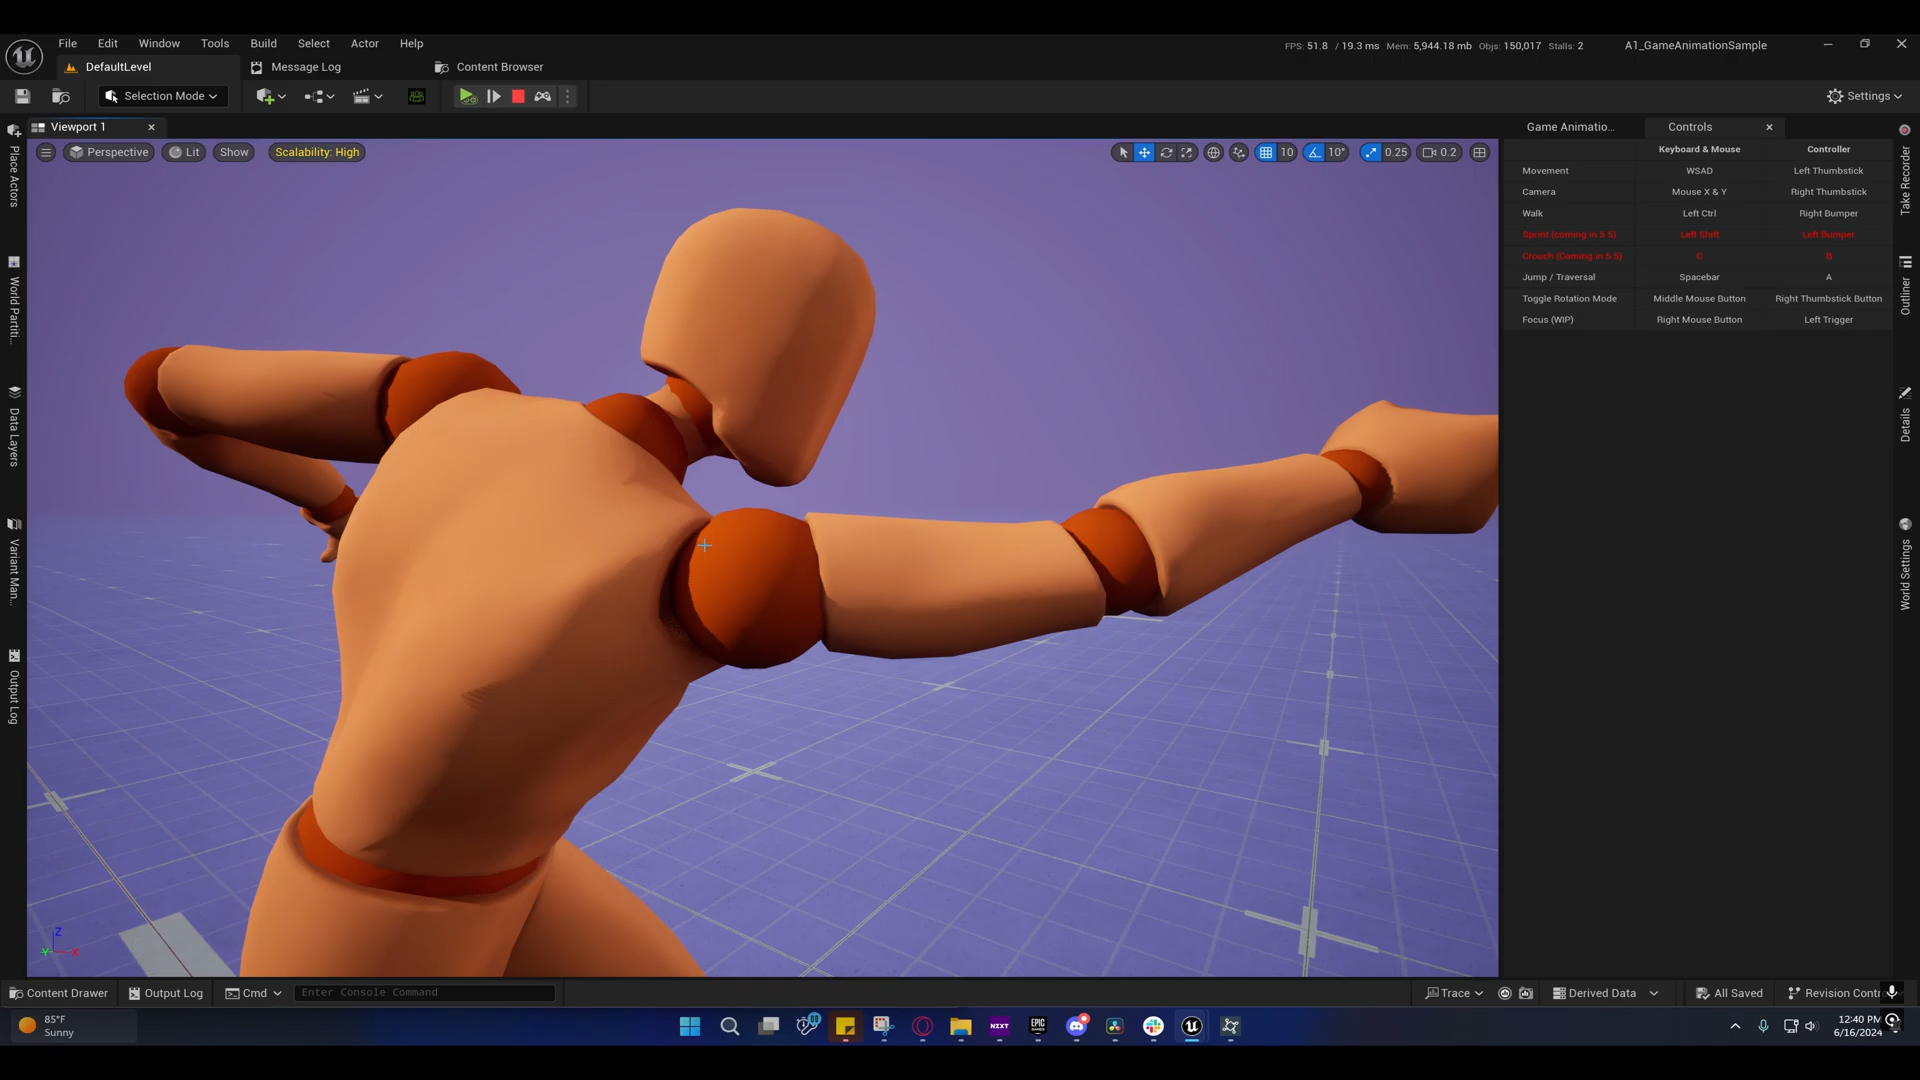 File Edit Window Tools Build Select Actor Help
FPS: 51.8 / 19.3 ms Mem: 5,944.18 mb Objs: 150,017 Stalls: 2
A1_GameAnimationSample
DefaultLevel
Message Log
Content Browser
Selection Mode
Settings
Viewport 1
Game Animatio...
Controls
Perspective
Lit
Show
Scalability: High
10
10°
0.25
0.2
Keyboard & Mouse Controller
Movement WSAD Left Thumbstick
Camera Mouse X & Y Right Thumbstick
Walk Left Ctrl Right Bumper
Sprint (coming in 5 5) Left Shift Left Bumper
Crouch (Coming in 5.5) C B
Jump / Traversal Spacebar A
Toggle Rotation Mode Middle Mouse Button Right Thumbstick Button
Focus (WIP) Right Mouse Button Left Trigger
Place Actors
World Partiti...
Data Layers
Variant Man...
Output Log
Take Recorder
Outliner
Details
World Settings
Z
Y
X
Content Drawer
Output Log
Cmd
Enter Console Command
Trace
Derived Data
All Saved
Revision Contr
85°F
Sunny
NZXT
EPIC GAMES
12:40 PM
6/16/2024